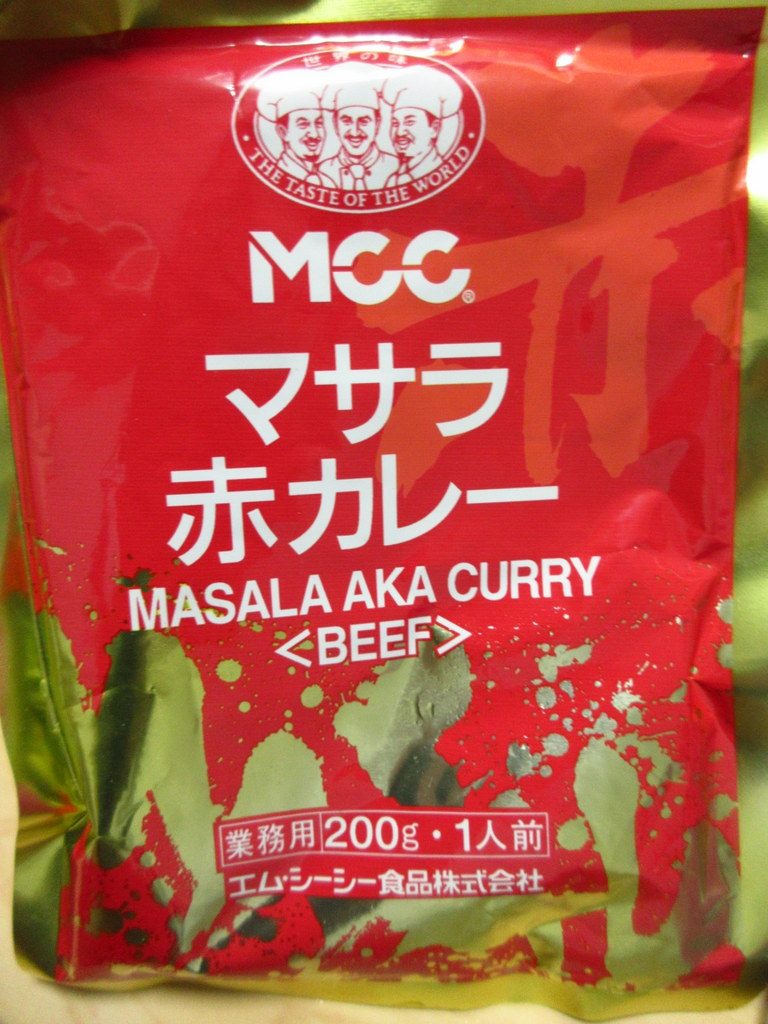 世界の味
• THE TASTE OF THE WORLD •
MCC®
マサラ
赤カレー
MASALA AKA CURRY
<BEEF>
業務用 200g・1人前
エム・シーシー食品株式会社